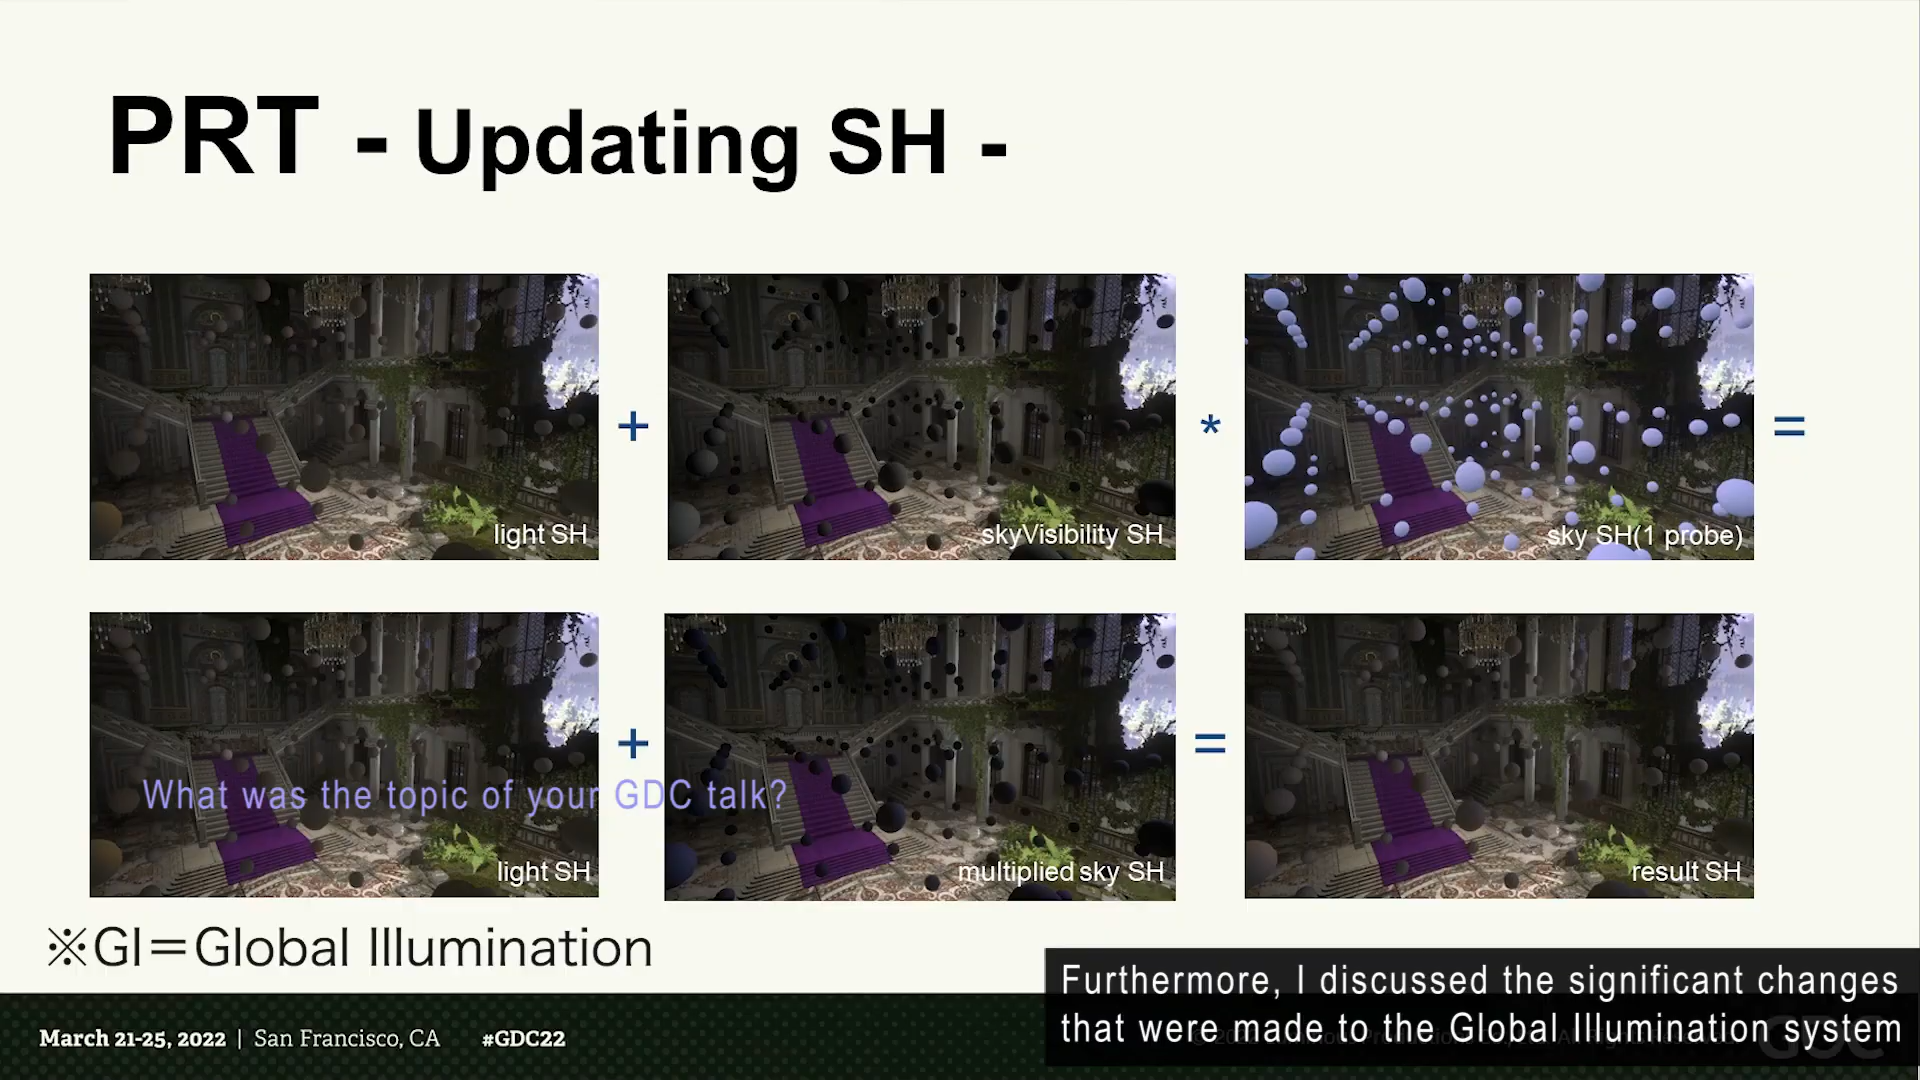 PRT - Updating SH -
light SH
+
skyVisibility SH
*
sky SH(1 probe)
=
light SH
+
multiplied sky SH
=
result SH
What was the topic of your GDC talk?
※GI＝Global Illumination
Furthermore, I discussed the significant changes
that were made to the Global Illumination system
March 21-25, 2022 | San Francisco, CA #GDC22
GDC